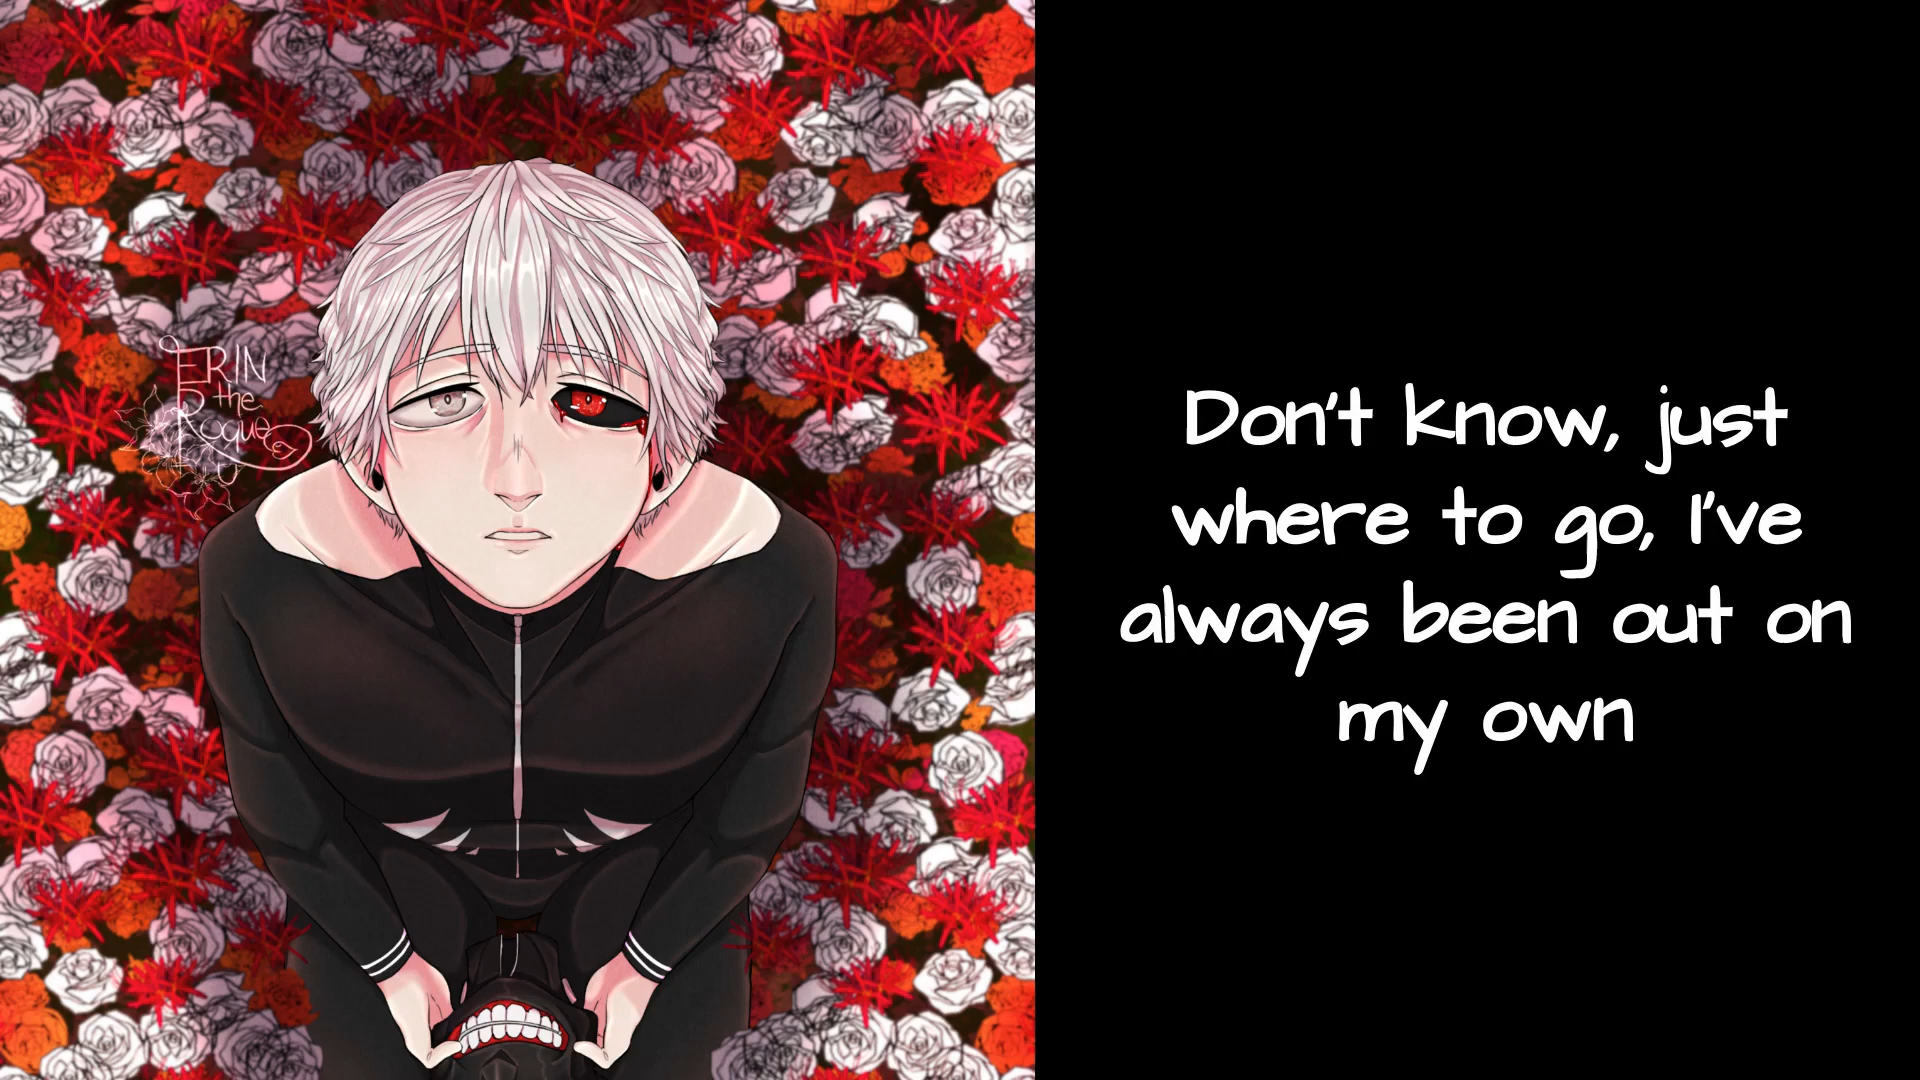 ERIN
the
Rogue
Don't know, just
where to go, I've
always been out on
my own